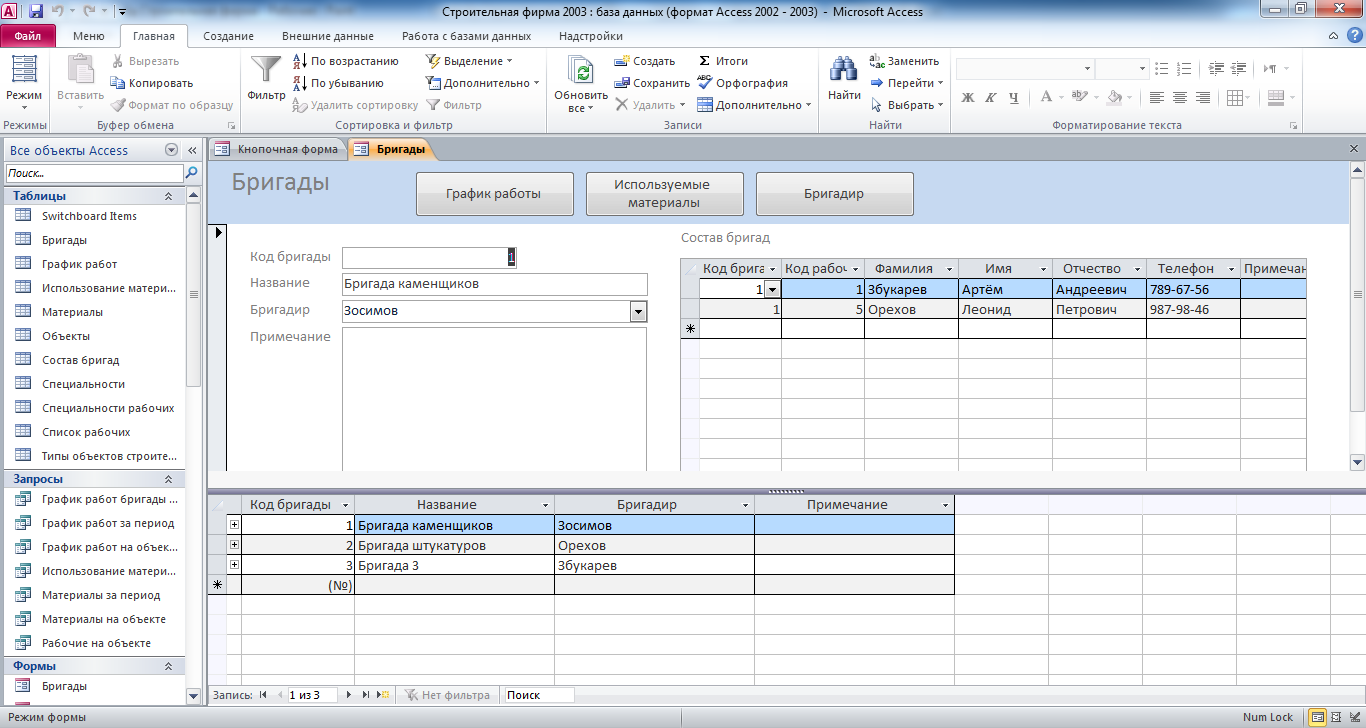 Строительная фирма 2003 : база данных (формат Access 2002 - 2003) - Microsoft Access
Файл Меню Главная Создание Внешние данные Работа с базами данных Надстройки
Режим
Режимы
Вставить
Вырезать
Копировать
Формат по образцу
Буфер обмена
Фильтр
По возрастанию
По убыванию
Удалить сортировку
Выделение
Дополнительно
Фильтр
Сортировка и фильтр
Обновить все
Создать
Сохранить
Удалить
Итоги
Орфография
Дополнительно
Записи
Найти
Заменить
Перейти
Выбрать
Найти
Ж К Ч
Форматирование текста
Все объекты Access
Поиск...
Таблицы
Switchboard Items
Бригады
График работ
Использование матери...
Материалы
Объекты
Состав бригад
Специальности
Специальности рабочих
Список рабочих
Типы объектов строите...
Запросы
График работ бригады ...
График работ за период
График работ на объек...
Использование матери...
Материалы за период
Материалы на объекте
Рабочие на объекте
Формы
Бригады
Кнопочная форма Бригады
Бригады
График работы
Используемые материалы
Бригадир
Код бригады 1
Название Бригада каменщиков
Бригадир Зосимов
Примечание
Состав бригад
Код брига Код рабоч Фамилия Имя Отчество Телефон Примечан
1 1 Збукарев Артём Андреевич 789-67-56
1 5 Орехов Леонид Петрович 987-98-46
Код бригады Название Бригадир Примечание
1 Бригада каменщиков Зосимов
2 Бригада штукатуров Орехов
3 Бригада 3 Збукарев
(№)
Запись: 1 из 3 Нет фильтра Поиск
Режим формы Num Lock